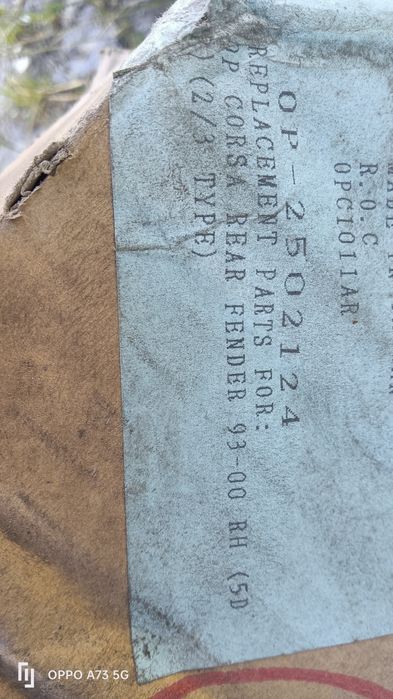 OP-2502124
REPLACEMENT PARTS FOR:
OP CORSA REAR FENDER 93-00 RH (5D
) (2/3 TYPE)
R.O.C
OPC1011AR
OPPO A73 5G